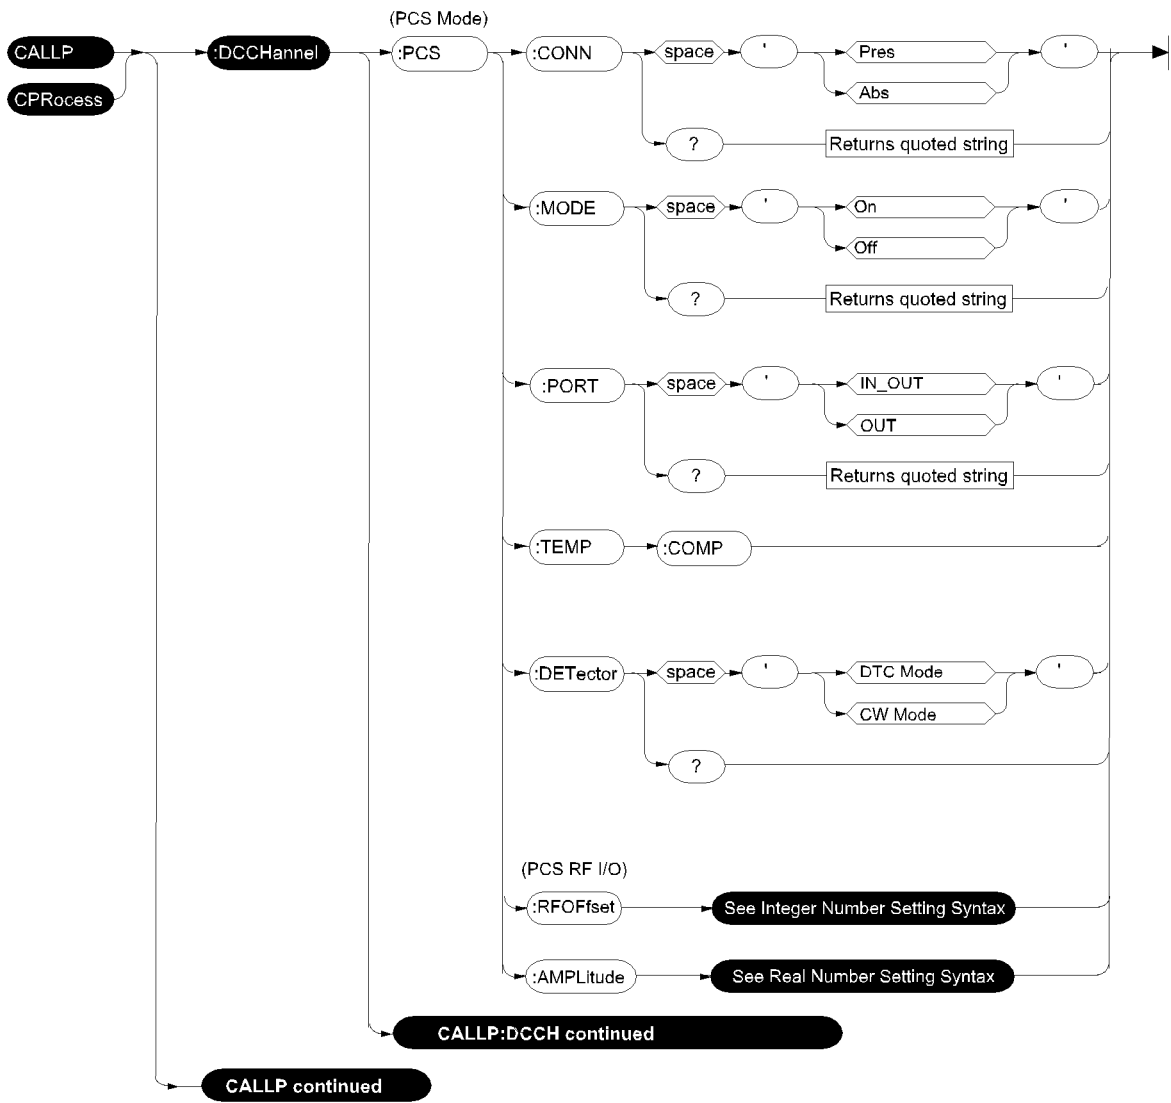 (PCS Mode)
CALLP :DCCHannel :PCS :CONN space ' Pres '
CPRocess Abs
? Returns quoted string
:MODE space ' On '
Off
? Returns quoted string
:PORT space ' IN_OUT '
OUT
? Returns quoted string
:TEMP :COMP
:DETector space ' DTC Mode '
CW Mode
?
(PCS RF I/O)
:RFOFfset See Integer Number Setting Syntax
:AMPLitude See Real Number Setting Syntax
CALLP:DCCH continued
CALLP continued